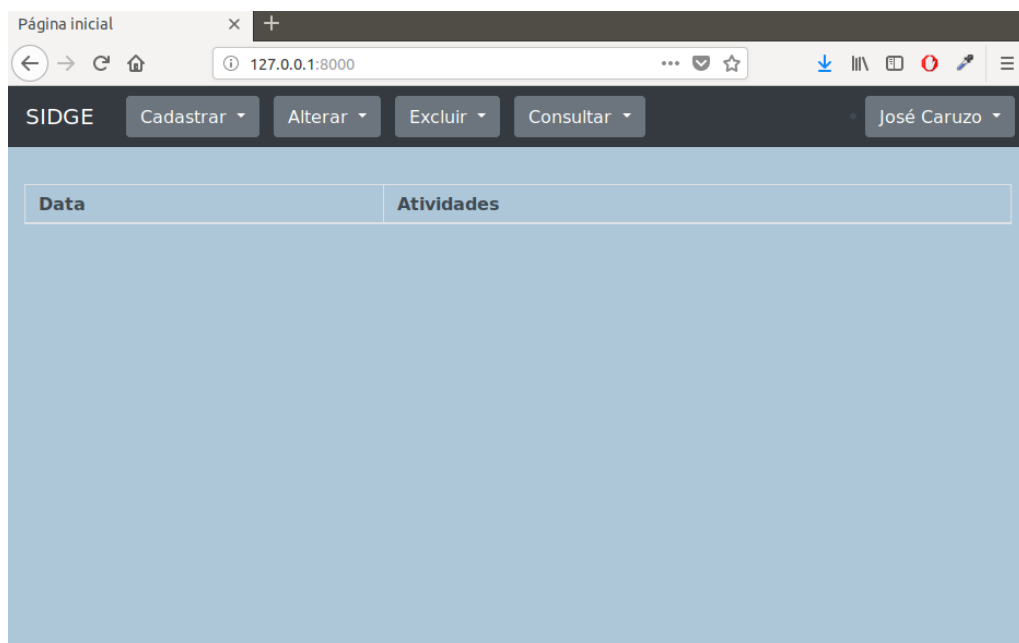 Página inicial
127.0.0.1:8000
SIDGE Cadastrar Alterar Excluir Consultar José Caruzo
Data Atividades